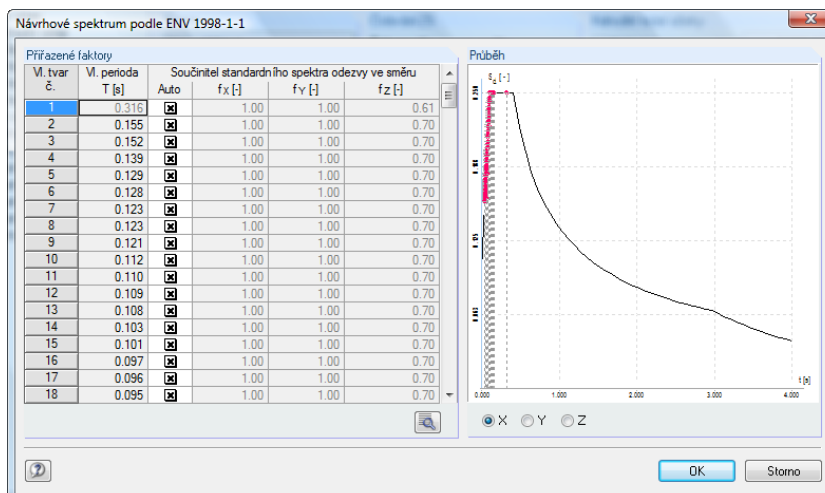 Návrhové spektrum podle ENV 1998-1-1
Přiřazené faktory
Vl. tvar Vl. perioda Součinitel standardního spektra odezvy ve směru
č. T [s] Auto fX [-] fY [-] fZ [-]
1 0.316 1.00 1.00 0.61
2 0.155 1.00 1.00 0.70
3 0.152 1.00 1.00 0.70
4 0.139 1.00 1.00 0.70
5 0.129 1.00 1.00 0.70
6 0.128 1.00 1.00 0.70
7 0.123 1.00 1.00 0.70
8 0.123 1.00 1.00 0.70
9 0.121 1.00 1.00 0.70
10 0.112 1.00 1.00 0.70
11 0.110 1.00 1.00 0.70
12 0.109 1.00 1.00 0.70
13 0.108 1.00 1.00 0.70
14 0.103 1.00 1.00 0.70
15 0.101 1.00 1.00 0.70
16 0.097 1.00 1.00 0.70
17 0.096 1.00 1.00 0.70
18 0.095 1.00 1.00 0.70
Průběh
t [s]
0.000 1.000 2.000 3.000 4.000
X Y Z
OK Storno